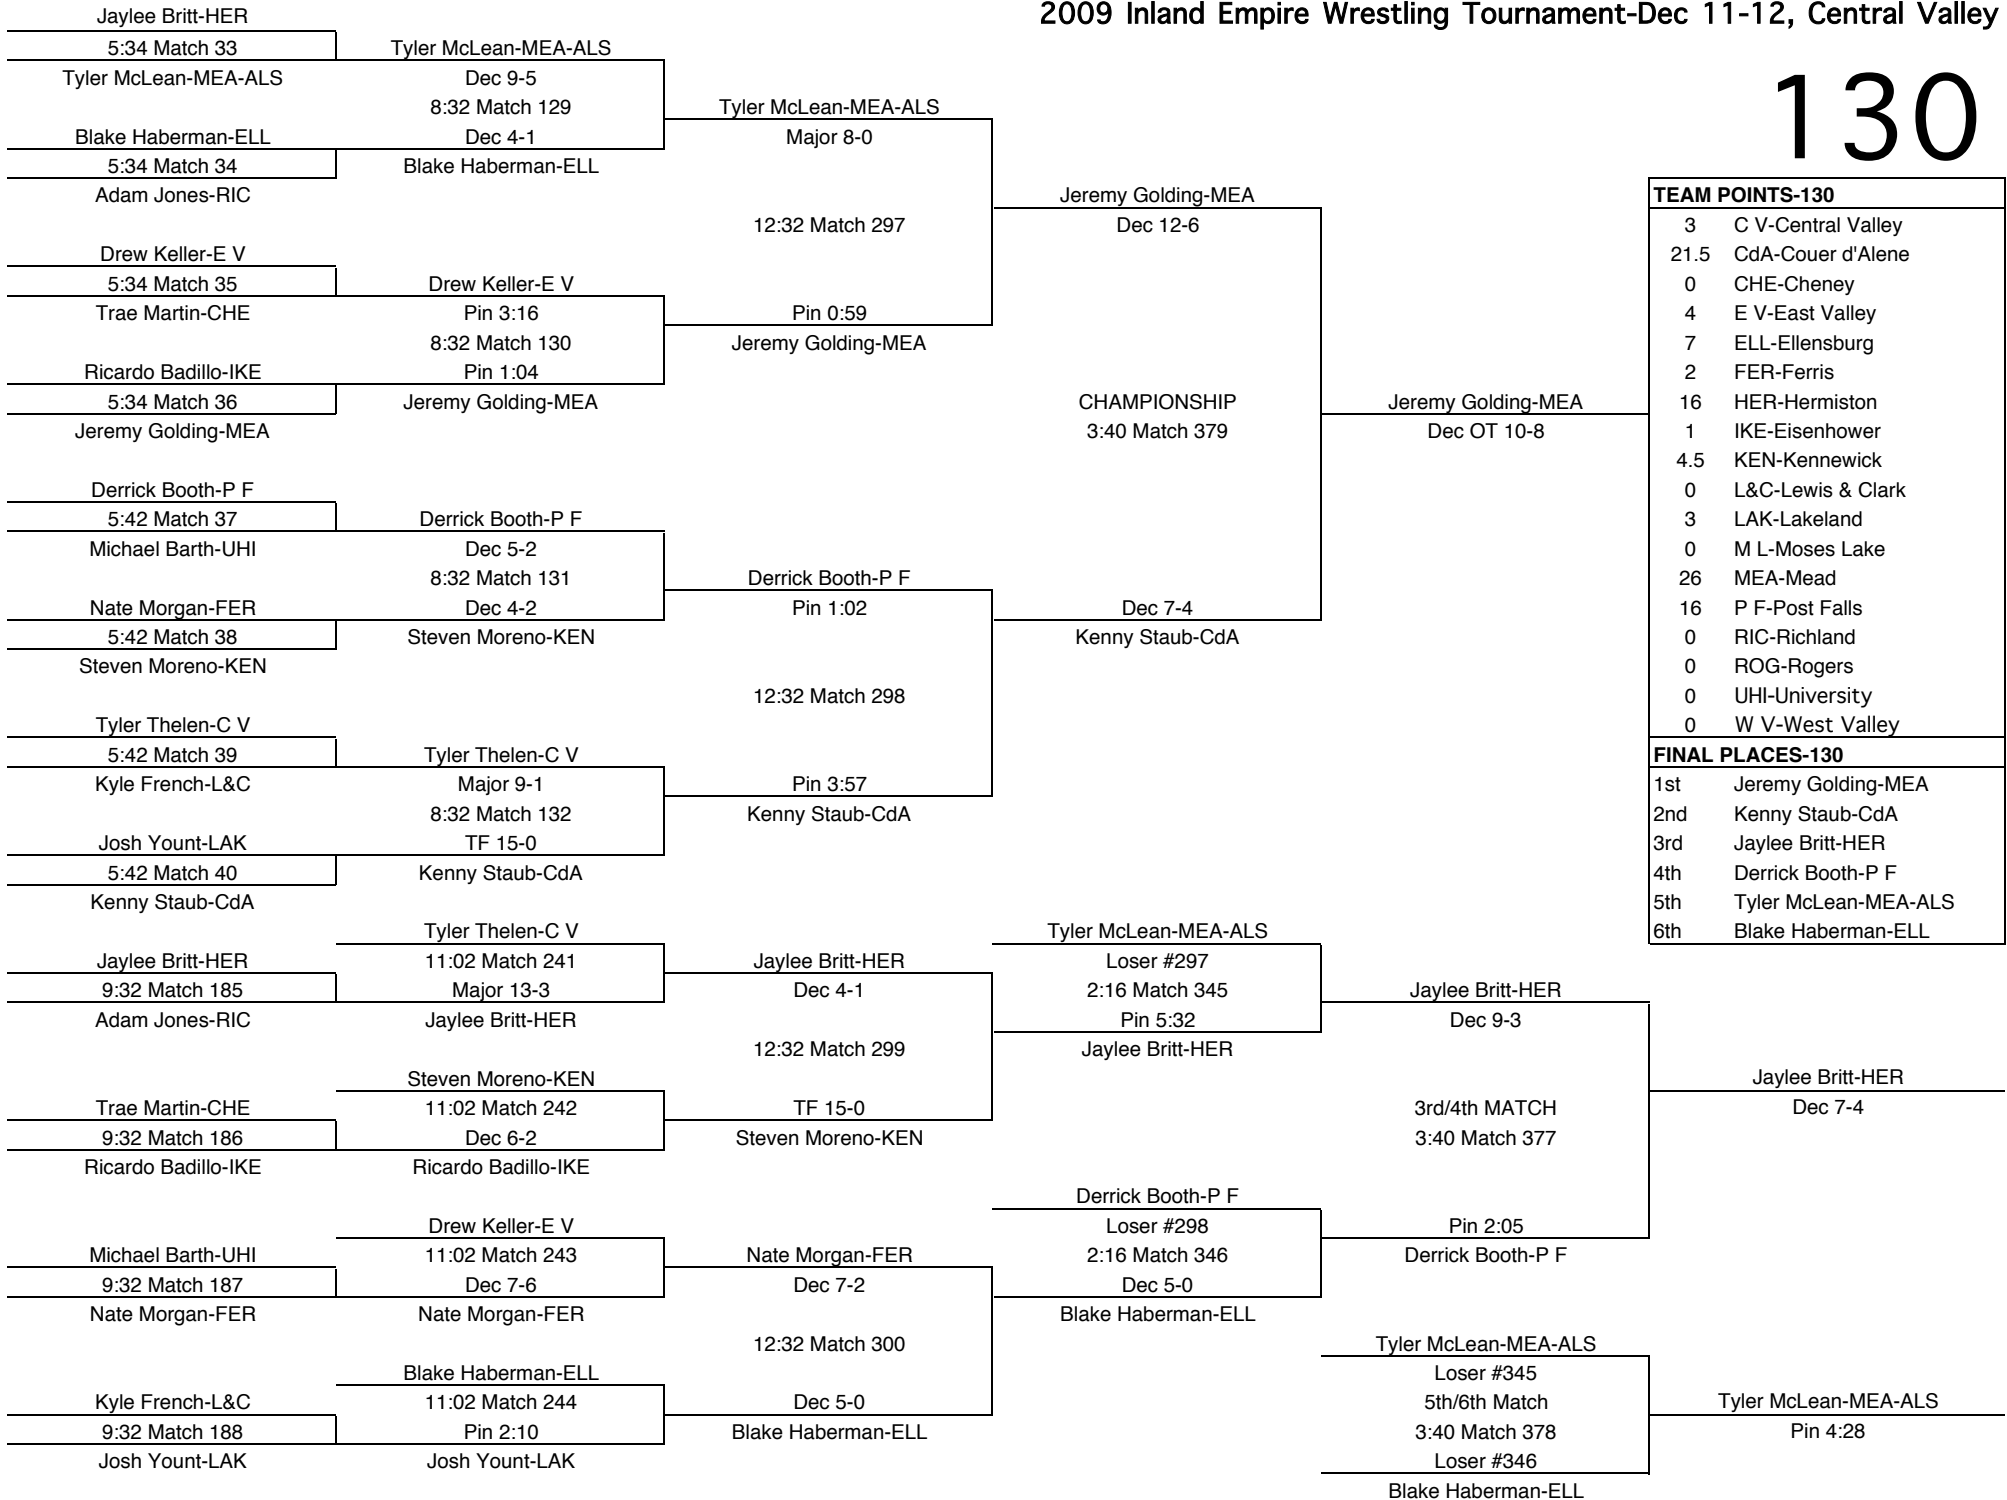 2009 Inland Empire Wrestling Tournament-Dec 11-12, Central Valley
130
Jaylee Britt-HER
5:34 Match 33
Tyler McLean-MEA-ALS
Blake Haberman-ELL
5:34 Match 34
Adam Jones-RIC
Drew Keller-E V
5:34 Match 35
Trae Martin-CHE
Ricardo Badillo-IKE
5:34 Match 36
Jeremy Golding-MEA
Derrick Booth-P F
5:42 Match 37
Michael Barth-UHI
Nate Morgan-FER
5:42 Match 38
Steven Moreno-KEN
Tyler Thelen-C V
5:42 Match 39
Kyle French-L&C
Josh Yount-LAK
5:42 Match 40
Kenny Staub-CdA
Tyler McLean-MEA-ALS
Dec 9-5
8:32 Match 129
Dec 4-1
Blake Haberman-ELL
Drew Keller-E V
Pin 3:16
8:32 Match 130
Pin 1:04
Jeremy Golding-MEA
Derrick Booth-P F
Dec 5-2
8:32 Match 131
Dec 4-2
Steven Moreno-KEN
Tyler Thelen-C V
Major 9-1
8:32 Match 132
TF 15-0
Kenny Staub-CdA
Tyler McLean-MEA-ALS
Major 8-0
12:32 Match 297
Pin 0:59
Jeremy Golding-MEA
Derrick Booth-P F
Pin 1:02
12:32 Match 298
Pin 3:57
Kenny Staub-CdA
Jeremy Golding-MEA
Dec 12-6
CHAMPIONSHIP
3:40 Match 379
Dec 7-4
Kenny Staub-CdA
Jeremy Golding-MEA
Dec OT 10-8
TEAM POINTS-130
3 C V-Central Valley
21.5 CdA-Couer d'Alene
0 CHE-Cheney
4 E V-East Valley
7 ELL-Ellensburg
2 FER-Ferris
16 HER-Hermiston
1 IKE-Eisenhower
4.5 KEN-Kennewick
0 L&C-Lewis & Clark
3 LAK-Lakeland
0 M L-Moses Lake
26 MEA-Mead
16 P F-Post Falls
0 RIC-Richland
0 ROG-Rogers
0 UHI-University
0 W V-West Valley
FINAL PLACES-130
1st Jeremy Golding-MEA
2nd Kenny Staub-CdA
3rd Jaylee Britt-HER
4th Derrick Booth-P F
5th Tyler McLean-MEA-ALS
6th Blake Haberman-ELL
Jaylee Britt-HER
9:32 Match 185
Adam Jones-RIC
Trae Martin-CHE
9:32 Match 186
Ricardo Badillo-IKE
Michael Barth-UHI
9:32 Match 187
Nate Morgan-FER
Kyle French-L&C
9:32 Match 188
Josh Yount-LAK
Tyler Thelen-C V
11:02 Match 241
Major 13-3
Jaylee Britt-HER
Steven Moreno-KEN
11:02 Match 242
Dec 6-2
Ricardo Badillo-IKE
Drew Keller-E V
11:02 Match 243
Dec 7-6
Nate Morgan-FER
Blake Haberman-ELL
11:02 Match 244
Pin 2:10
Josh Yount-LAK
Jaylee Britt-HER
Dec 4-1
12:32 Match 299
TF 15-0
Steven Moreno-KEN
Nate Morgan-FER
Dec 7-2
12:32 Match 300
Dec 5-0
Blake Haberman-ELL
Tyler McLean-MEA-ALS
Loser #297
2:16 Match 345
Pin 5:32
Jaylee Britt-HER
Derrick Booth-P F
Loser #298
2:16 Match 346
Dec 5-0
Blake Haberman-ELL
Jaylee Britt-HER
Dec 9-3
3rd/4th MATCH
3:40 Match 377
Pin 2:05
Derrick Booth-P F
Jaylee Britt-HER
Dec 7-4
Tyler McLean-MEA-ALS
Loser #345
5th/6th Match
3:40 Match 378
Loser #346
Blake Haberman-ELL
Tyler McLean-MEA-ALS
Pin 4:28